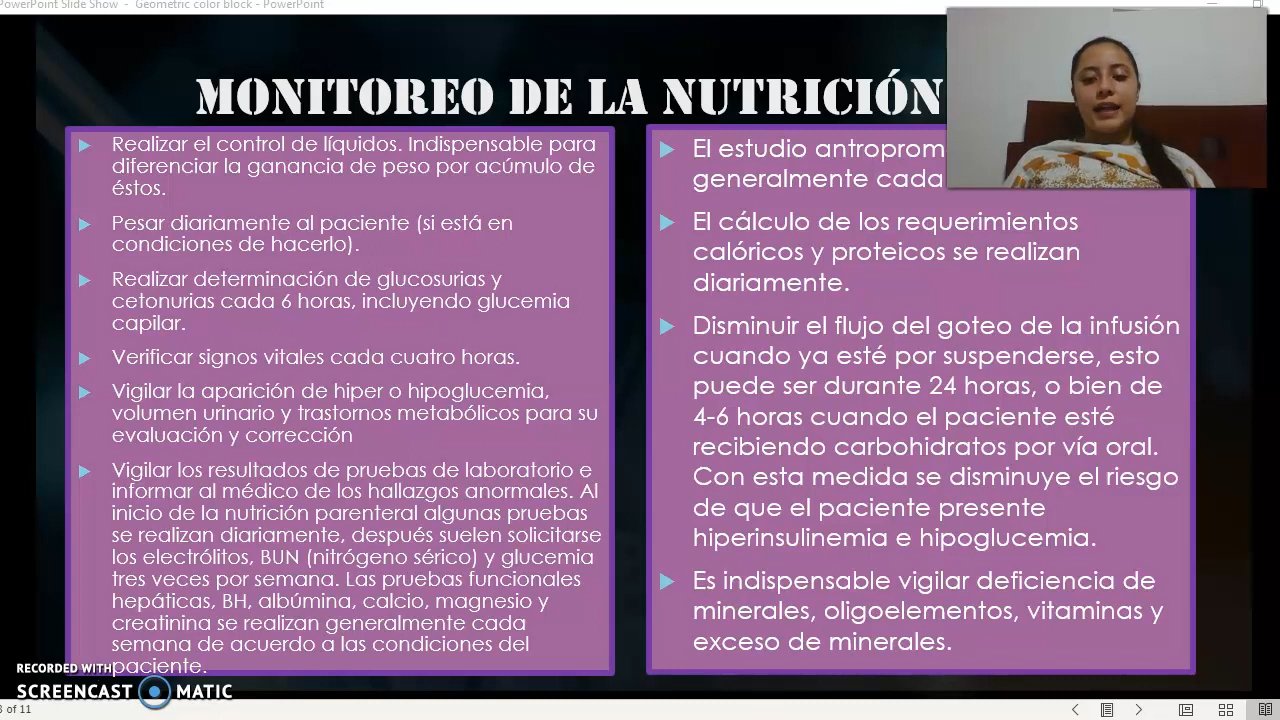 PowerPoint Slide Show - Geometric color block - PowerPoint
MONITOREO DE LA NUTRICIÓN
Realizar el control de líquidos. Indispensable para
diferenciar la ganancia de peso por acúmulo de
éstos.
Pesar diariamente al paciente (si está en
condiciones de hacerlo).
Realizar determinación de glucosurias y
cetonurias cada 6 horas, incluyendo glucemia
capilar.
Verificar signos vitales cada cuatro horas.
Vigilar la aparición de hiper o hipoglucemia,
volumen urinario y trastornos metabólicos para su
evaluación y corrección
Vigilar los resultados de pruebas de laboratorio e
informar al médico de los hallazgos anormales. Al
inicio de la nutrición parenteral algunas pruebas
se realizan diariamente, después suelen solicitarse
los electrólitos, BUN (nitrógeno sérico) y glucemia
tres veces por semana. Las pruebas funcionales
hepáticas, BH, albúmina, calcio, magnesio y
creatinina se realizan generalmente cada
semana de acuerdo a las condiciones del
paciente.
El estudio antroprom
generalmente cada
El cálculo de los requerimientos
calóricos y proteicos se realizan
diariamente.
Disminuir el flujo del goteo de la infusión
cuando ya esté por suspenderse, esto
puede ser durante 24 horas, o bien de
4-6 horas cuando el paciente esté
recibiendo carbohidratos por vía oral.
Con esta medida se disminuye el riesgo
de que el paciente presente
hiperinsulinemia e hipoglucemia.
Es indispensable vigilar deficiencia de
minerales, oligoelementos, vitaminas y
exceso de minerales.
RECORDED WITH
SCREENCAST MATIC
of 11